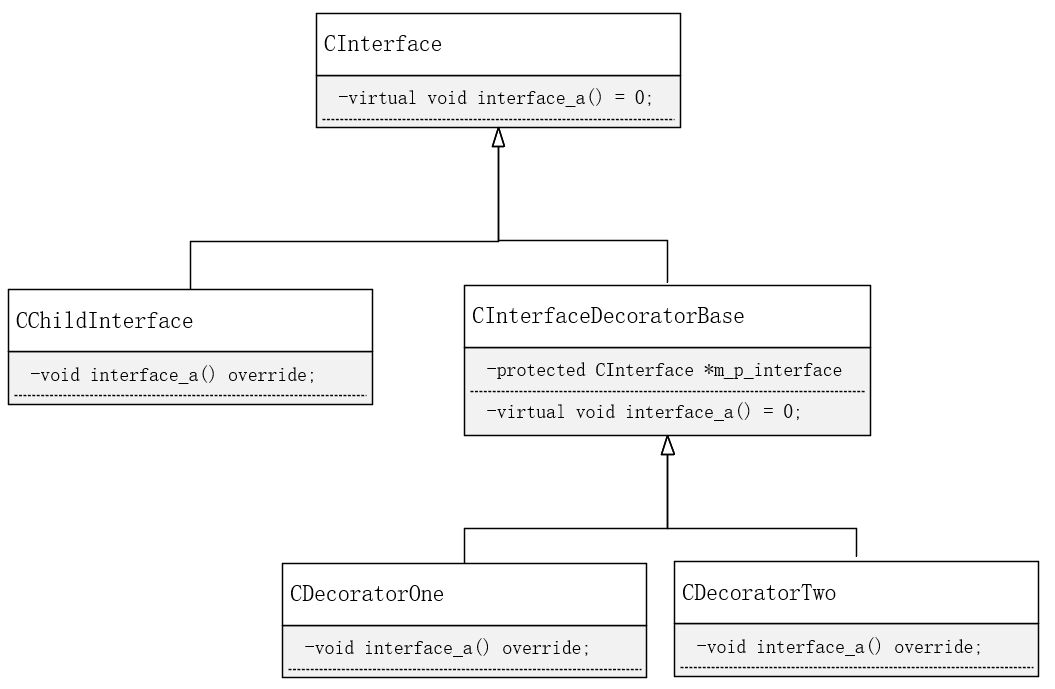 CInterface
-virtual void interface_a() = 0;
CChildInterface
-void interface_a() override;
CInterfaceDecoratorBase
-protected CInterface *m_p_interface
-virtual void interface_a() = 0;
CDecoratorOne
-void interface_a() override;
CDecoratorTwo
-void interface_a() override;